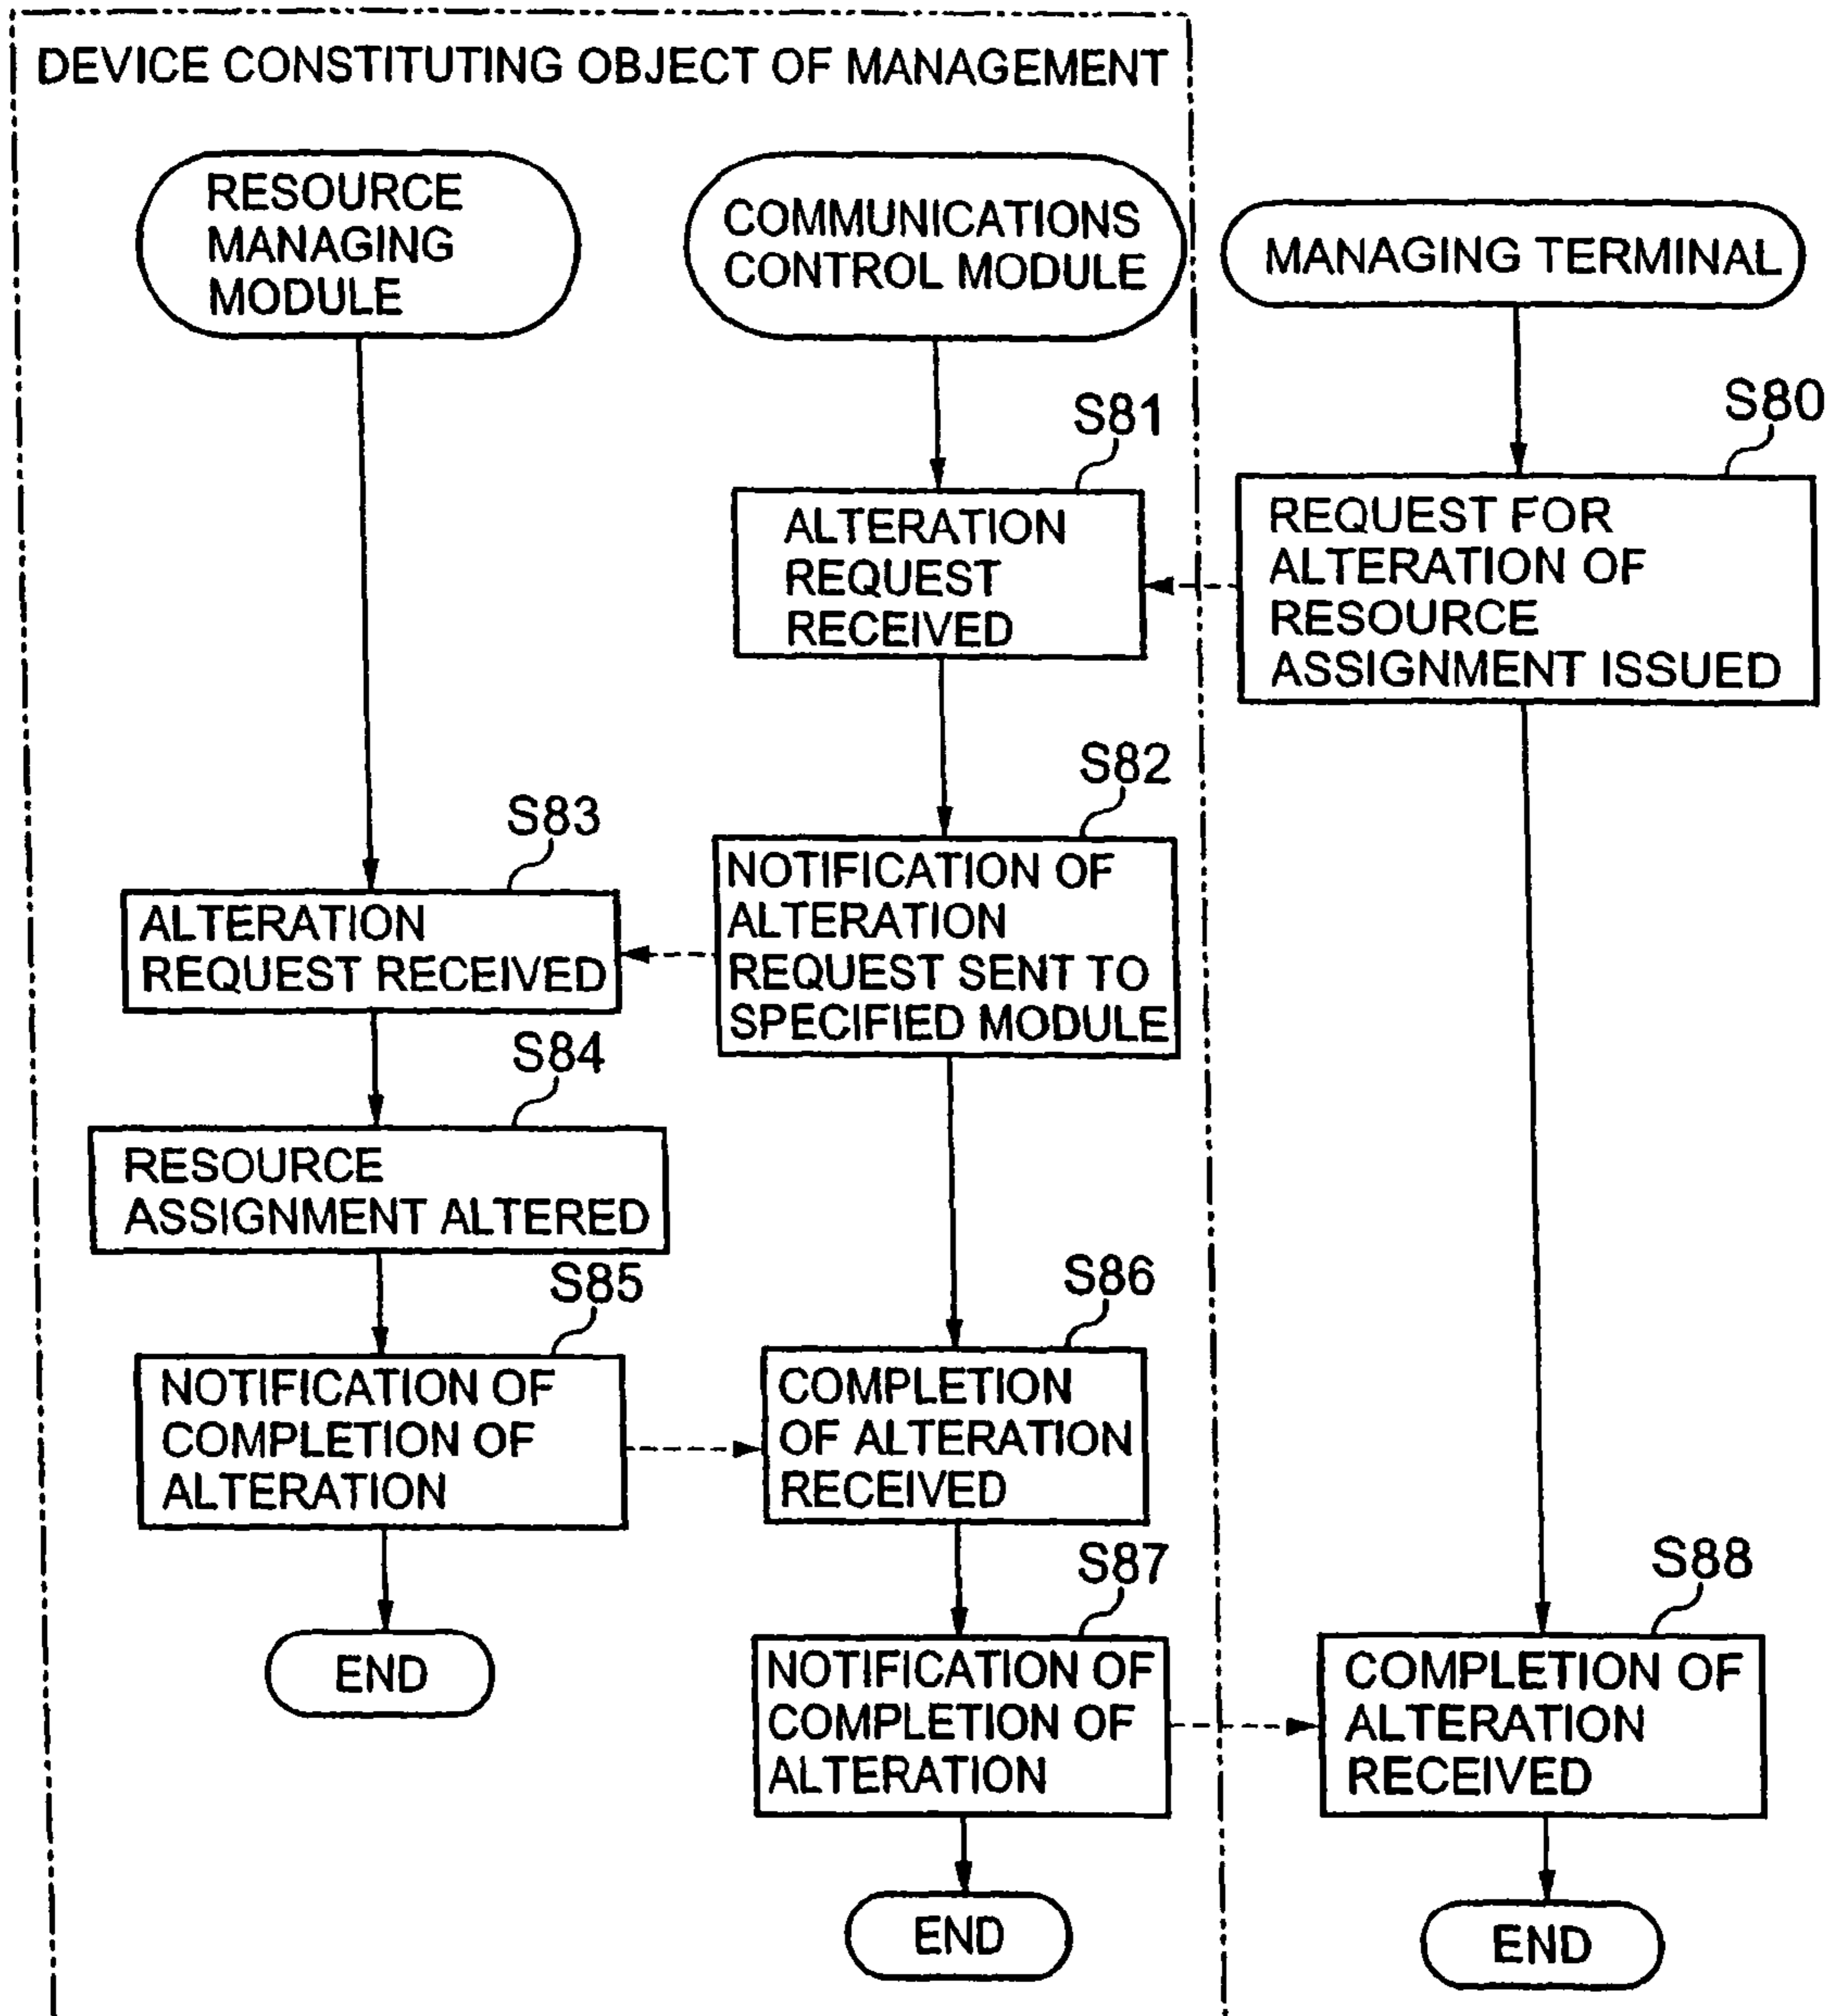 DEVICE CONSTITUTING OBJECT OF MANAGEMENT
RESOURCE
MANAGING
MODULE
COMMUNICATIONS
CONTROL MODULE
MANAGING TERMINAL
S80
REQUEST FOR
ALTERATION OF
RESOURCE
ASSIGNMENT ISSUED
S81
ALTERATION
REQUEST
RECEIVED
S82
NOTIFICATION OF
ALTERATION
REQUEST SENT TO
SPECIFIED MODULE
S83
ALTERATION
REQUEST RECEIVED
S84
RESOURCE
ASSIGNMENT ALTERED
S85
NOTIFICATION OF
COMPLETION OF
ALTERATION
S86
COMPLETION
OF ALTERATION
RECEIVED
END
S87
NOTIFICATION OF
COMPLETION OF
ALTERATION
S88
COMPLETION OF
ALTERATION
RECEIVED
END
END